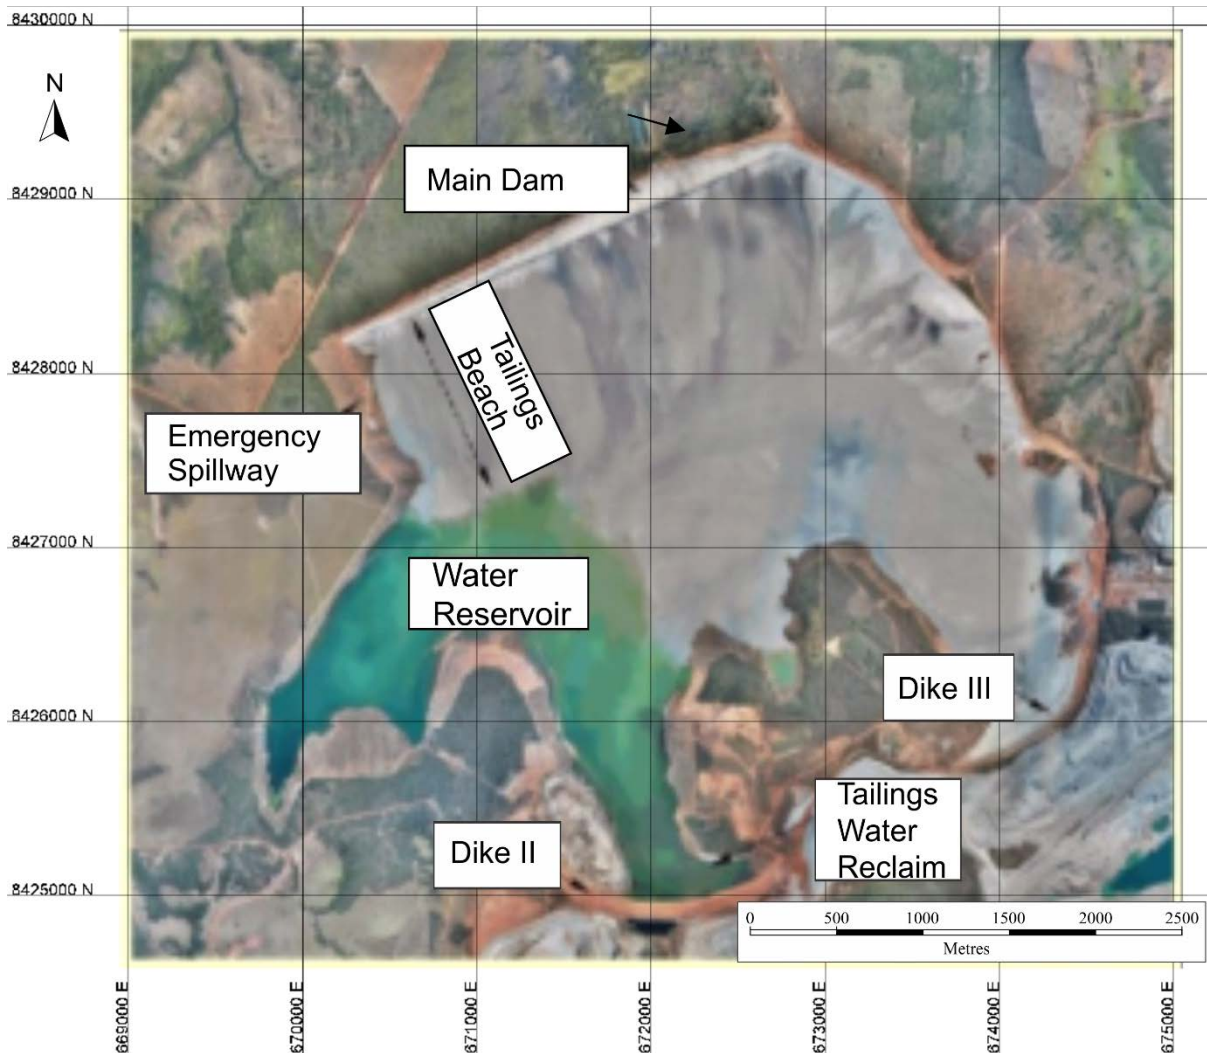 8430000 N
N
Main Dam
8429000 N
Tailings
Beach
8428000 N
Emergency
Spillway
8427000 N
Water
Reservoir
Dike III
8426000 N
Tailings
Water
Reclaim
Dike II
8425000 N
0 500 1000 1500 2000 2500
Metres
669000 E
670000 E
671000 E
672000 E
673000 E
674000 E
675000 E